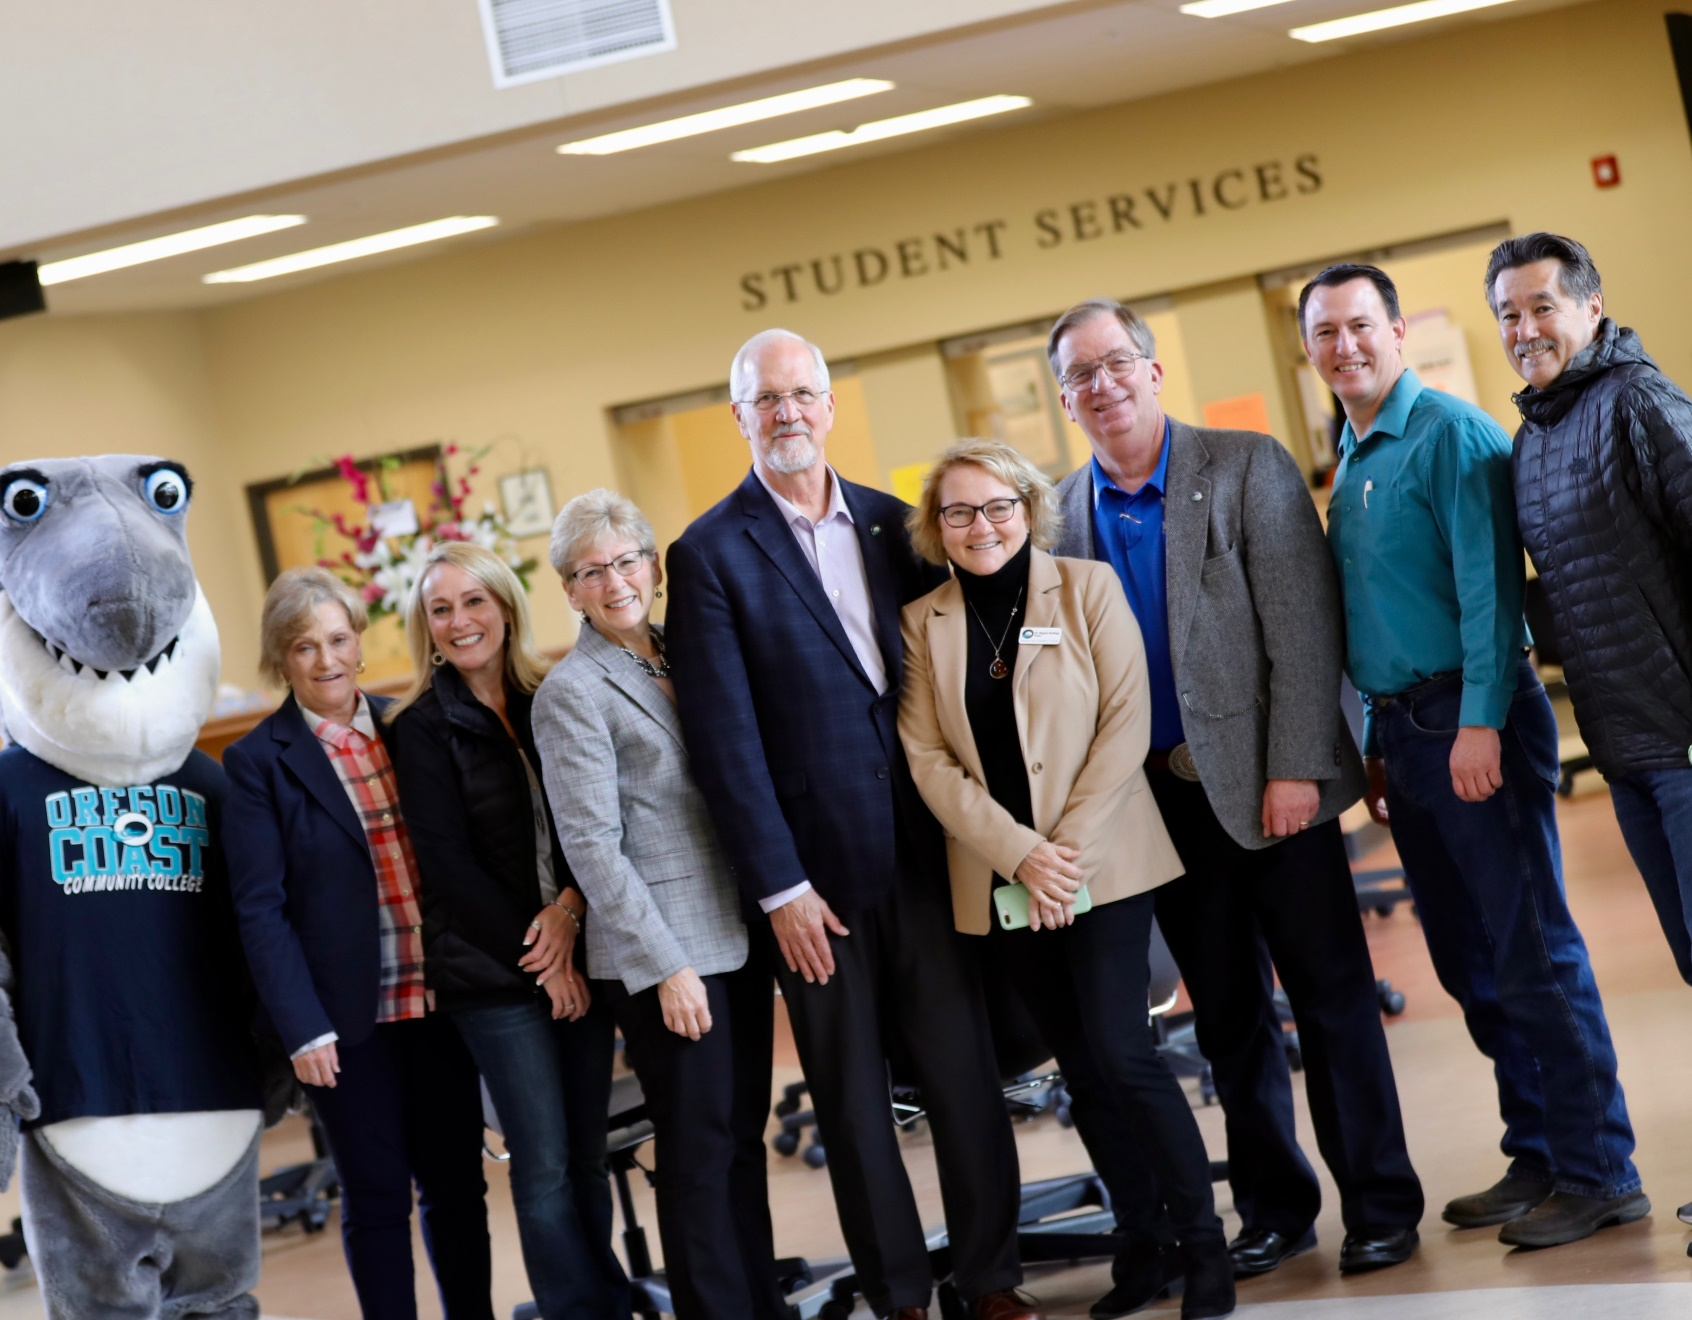 STUDENT SERVICES
OREGON
COAST
COMMUNITY COLLEGE